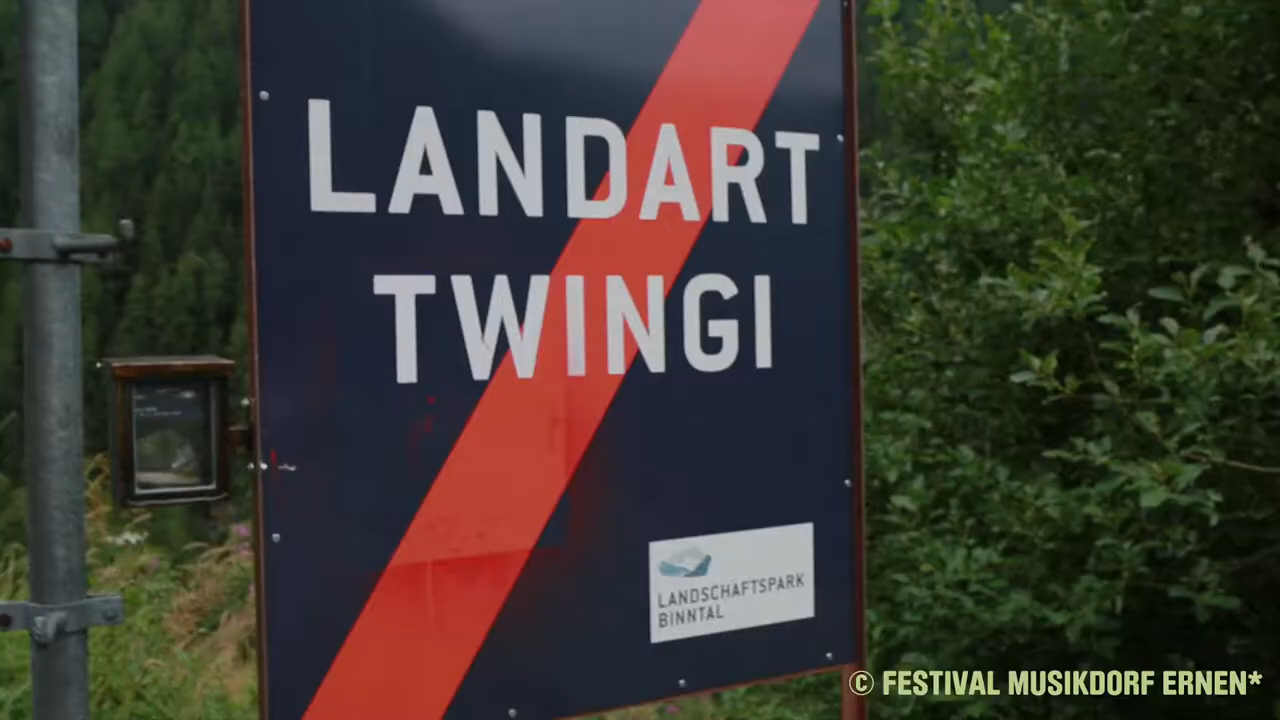 LANDART
TWINGI
LANDSCHAFTSPARK
BINNTAL
© FESTIVAL MUSIKDORF ERNEN*